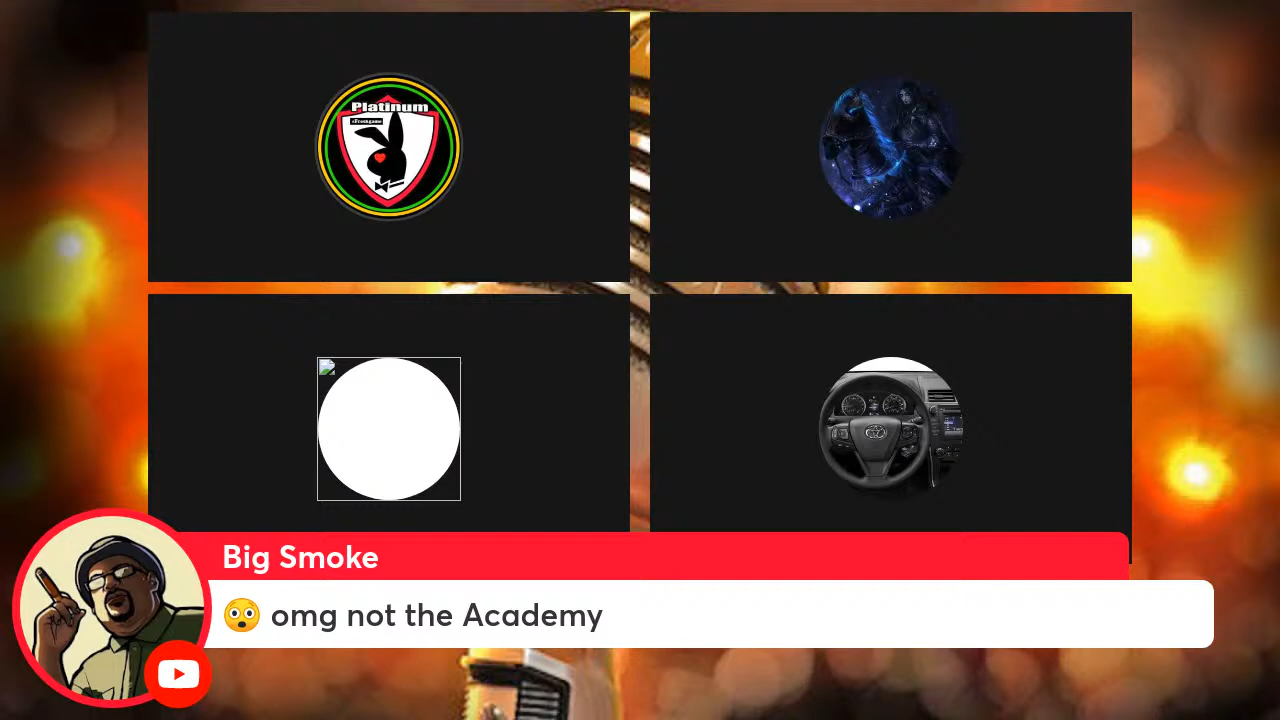 Platinum
Big Smoke
😲 omg not the Academy